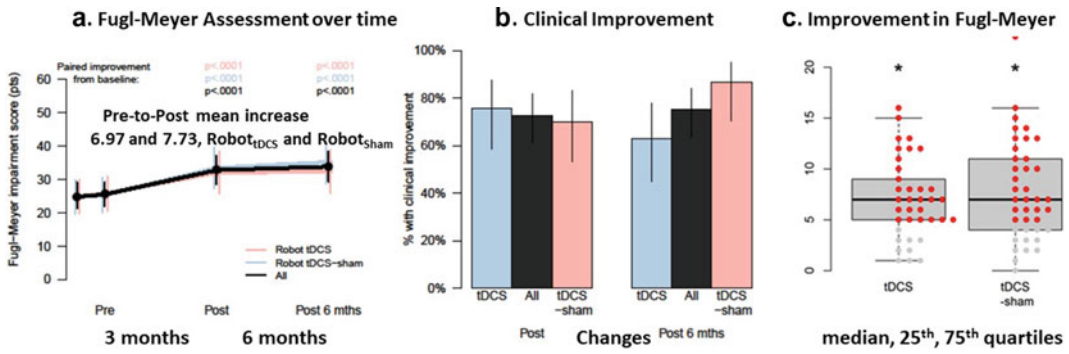 a. Fugl-Meyer Assessment over time
Paired improvement
from baseline:
p<.0001 p<.0001
p<.0001 p<.0001
p<.0001 p<.0001
Pre-to-Post mean increase
6.97 and 7.73, RobottDCS and RobotSham
Fugl-Meyer impairment score (pts)
60
50
40
30
20
10
0
Robot tDCS
Robot tDCS-sham
All
Pre Post Post 6 mths
3 months 6 months
b. Clinical Improvement
% with clinical improvement
100%
80%
60%
40%
20%
0%
tDCS All tDCS
-sham
tDCS All tDCS
-sham
Post Changes Post 6 mths
c. Improvement in Fugl-Meyer
20
15
10
5
0
* *
tDCS tDCS
-sham
median, 25th, 75th quartiles